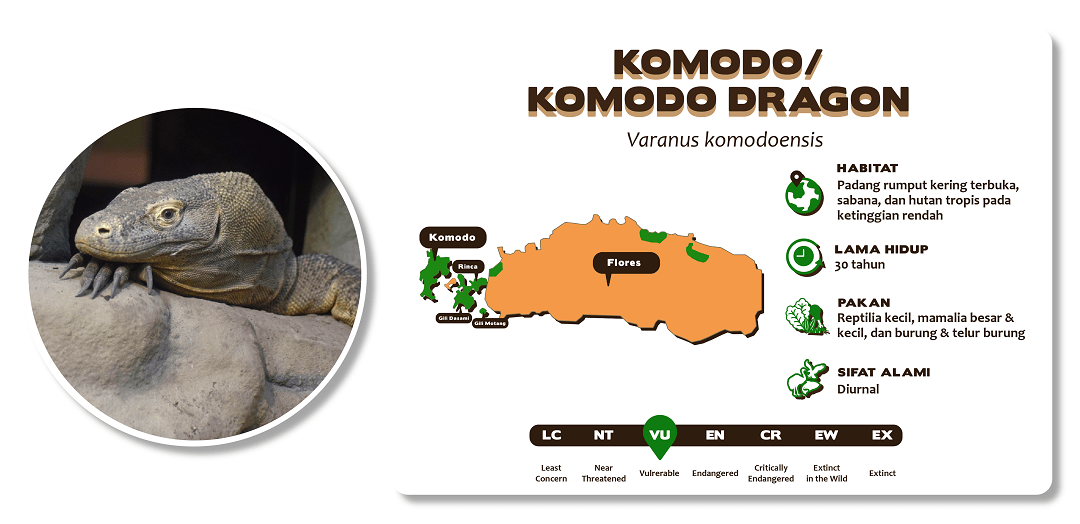 KOMODO/
KOMODO DRAGON
Varanus komodoensis
HABITAT
Padang rumput kering terbuka,
sabana, dan hutan tropis pada
ketinggian rendah
LAMA HIDUP
30 tahun
PAKAN
Reptilia kecil, mamalia besar &
kecil, dan burung & telur burung
SIFAT ALAMI
Diurnal
Komodo
Rinca
Flores
Gili Dasami
Gili Motang
LC NT VU EN CR EW EX
Least Concern
Near Threatened
Vulrerable
Endangered
Critically Endangered
Extinct in the Wild
Extinct